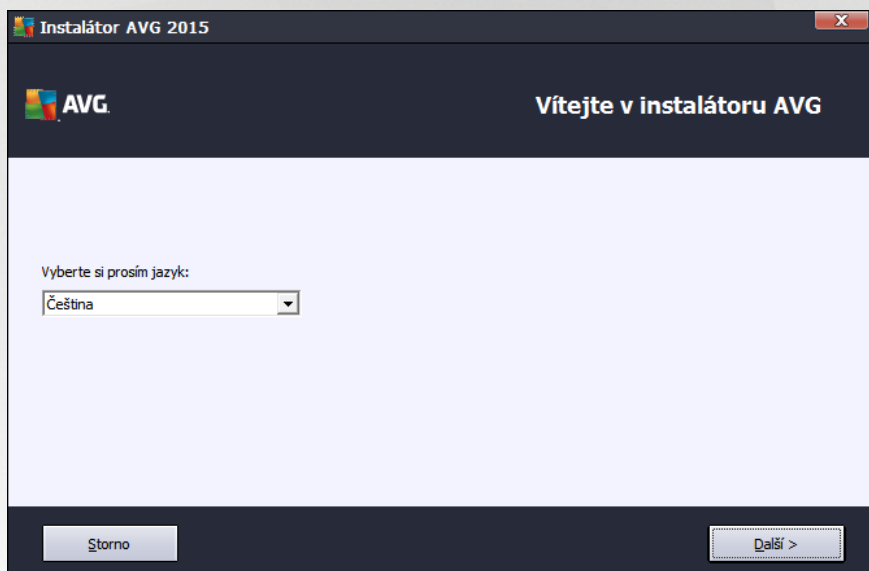 Instalátor AVG 2015
AVG.
Vítejte v instalátoru AVG
Vyberte si prosím jazyk:
Čeština
Storno
Další >